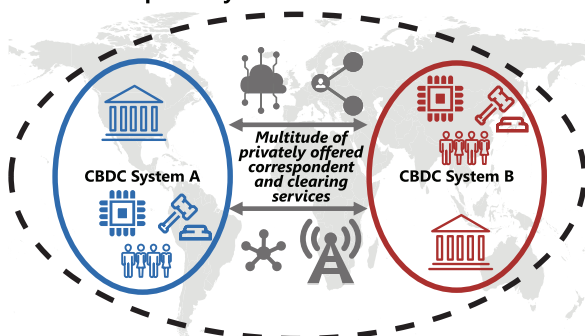 Multitude of
privately offered
correspondent
and clearing
services
CBDC System A
CBDC System B